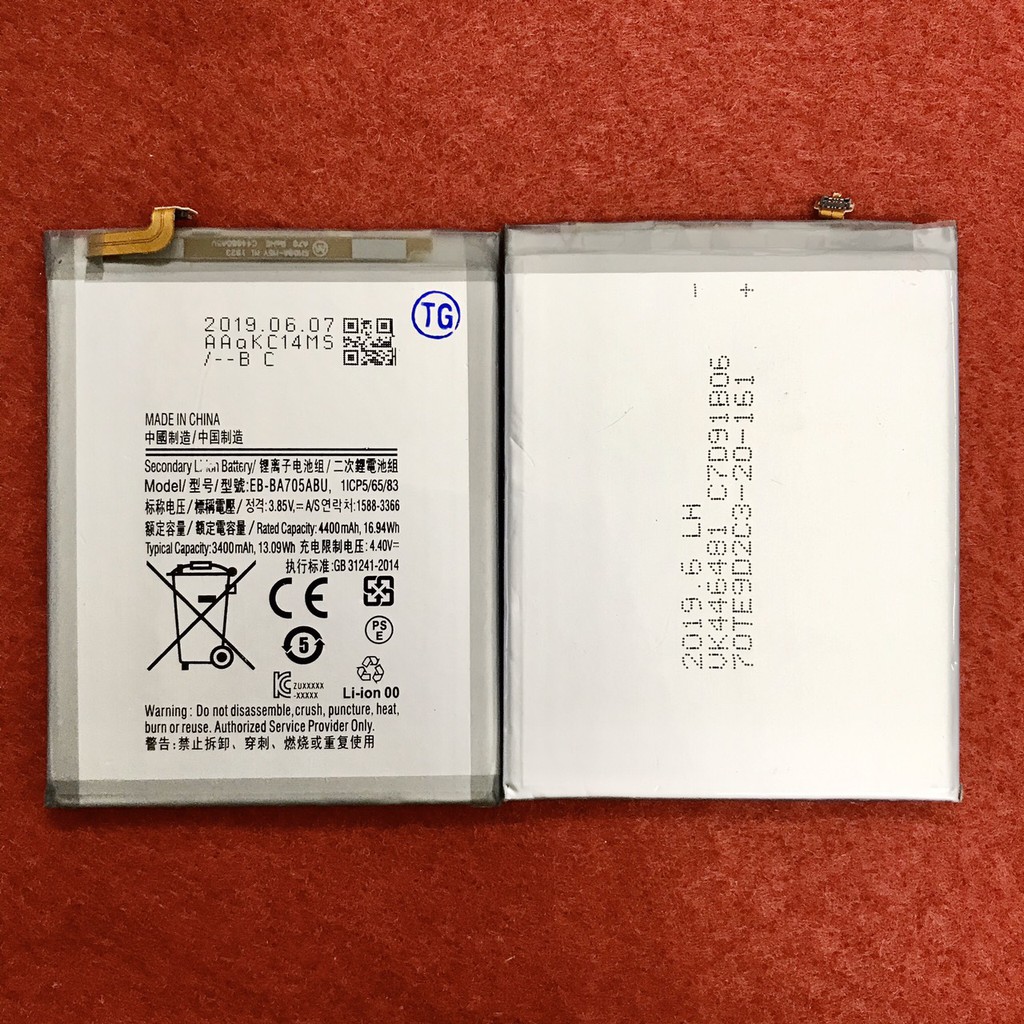 2019.06.07
AAaKC14MS
/--B C
TG
MADE IN CHINA
中國制造/中国制造
Secondary Li-ion Battery/ 锂离子电池组/二次鋰電池組
Model/ 型号/型號:EB-BA705ABU, 1ICP5/65/83
标称电压/標稱電壓/정격:3.85V⎓A/S연락처:1588-3366
额定容量/ 額定電容量/ Rated Capacity: 4400mAh, 16.94Wh
Typical Capacity:3400mAh, 13.09Wh 充电限制电压: 4.40V⎓
执行标准:GB 31241-2014
CE
PS
E
5
KC ZUXXXXX
-XXXXX
Li-ion 00
Warning: Do not disassemble,crush, puncture, heat,
burn or reuse. Authorized Service Provider Only.
警告:禁止拆卸、穿刺、燃烧或重复使用
- +
2019.6 LH
70TE9D2C3-20-161